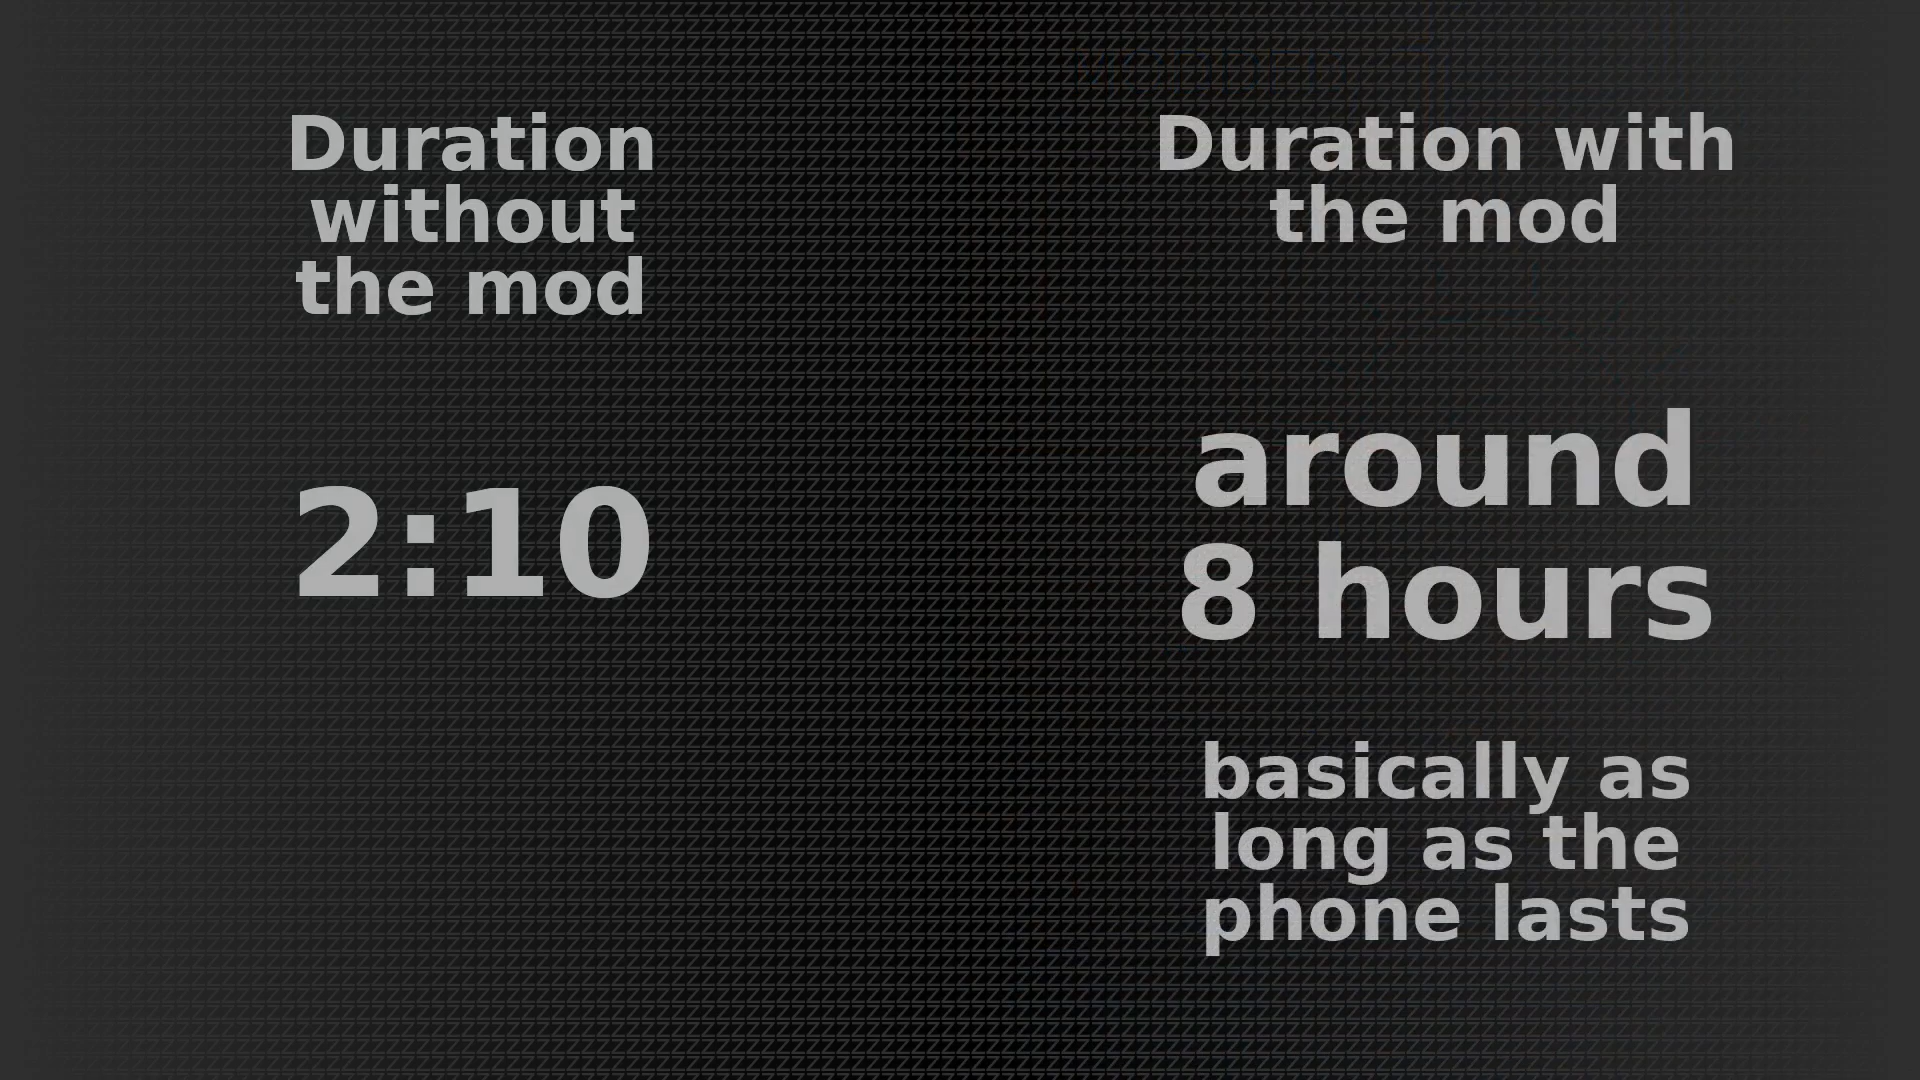 Duration
without
the mod
2:10
Duration with
the mod
around
8 hours
basically as
long as the
phone lasts